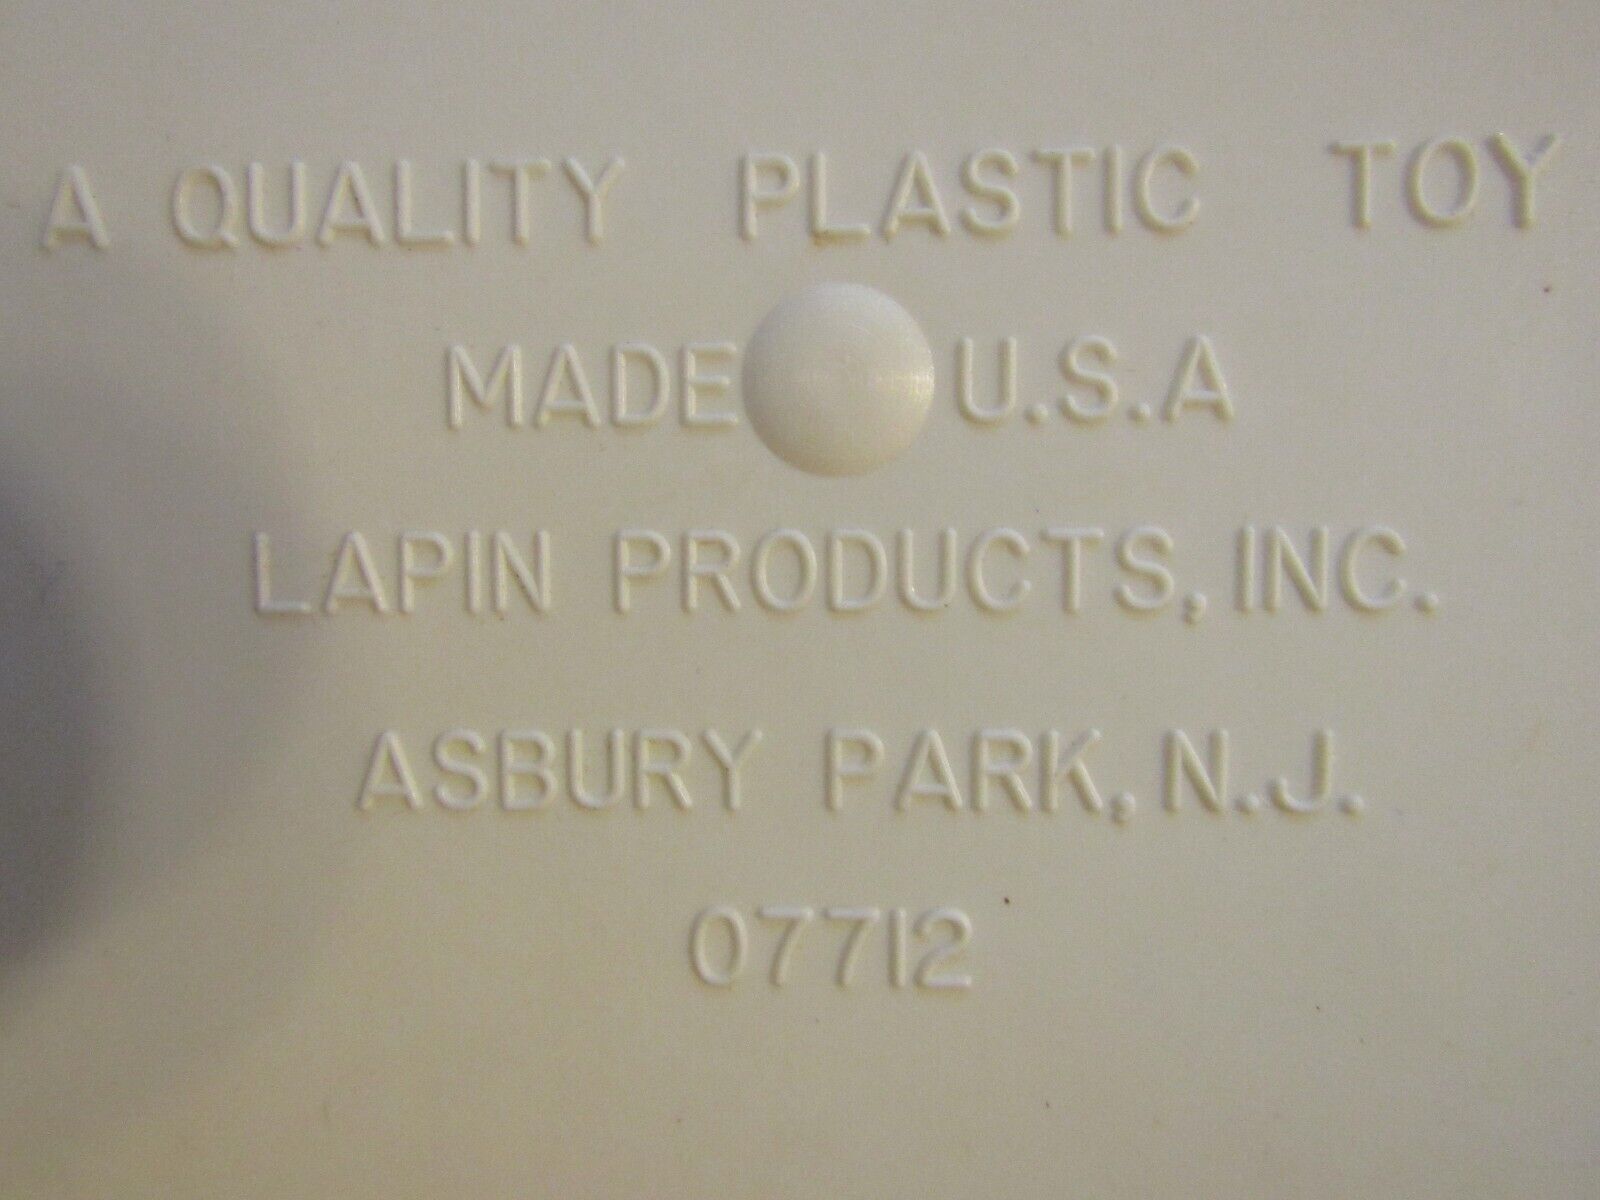 A QUALITY PLASTIC TOY
MADE U.S.A
LAPIN PRODUCTS, INC.
ASBURY PARK, N.J.
07712